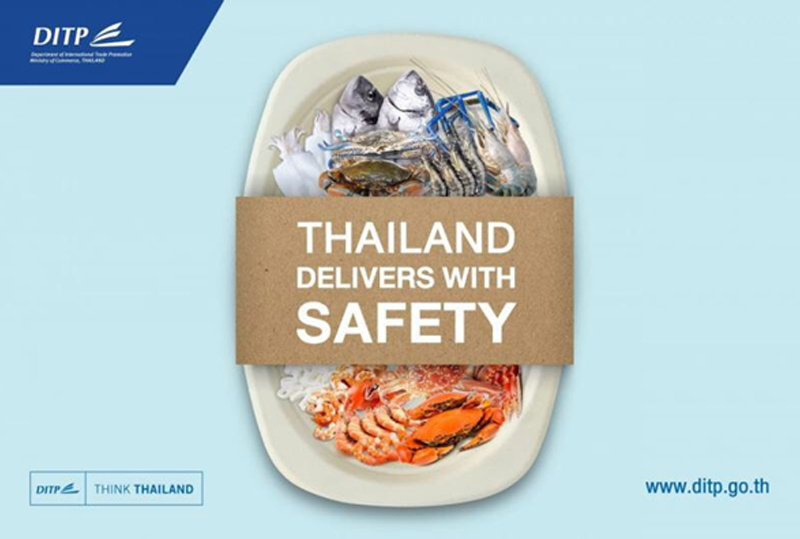 DITP
Department of International Trade Promotion
Ministry of Commerce, THAILAND
THAILAND
DELIVERS WITH
SAFETY
DITP THINK THAILAND
www.ditp.go.th